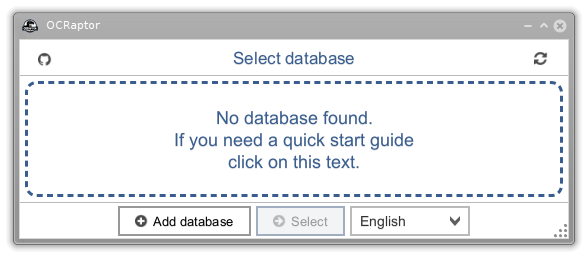 OCRaptor
Select database
No database found.
If you need a quick start guide
click on this text.
Add database
Select
English